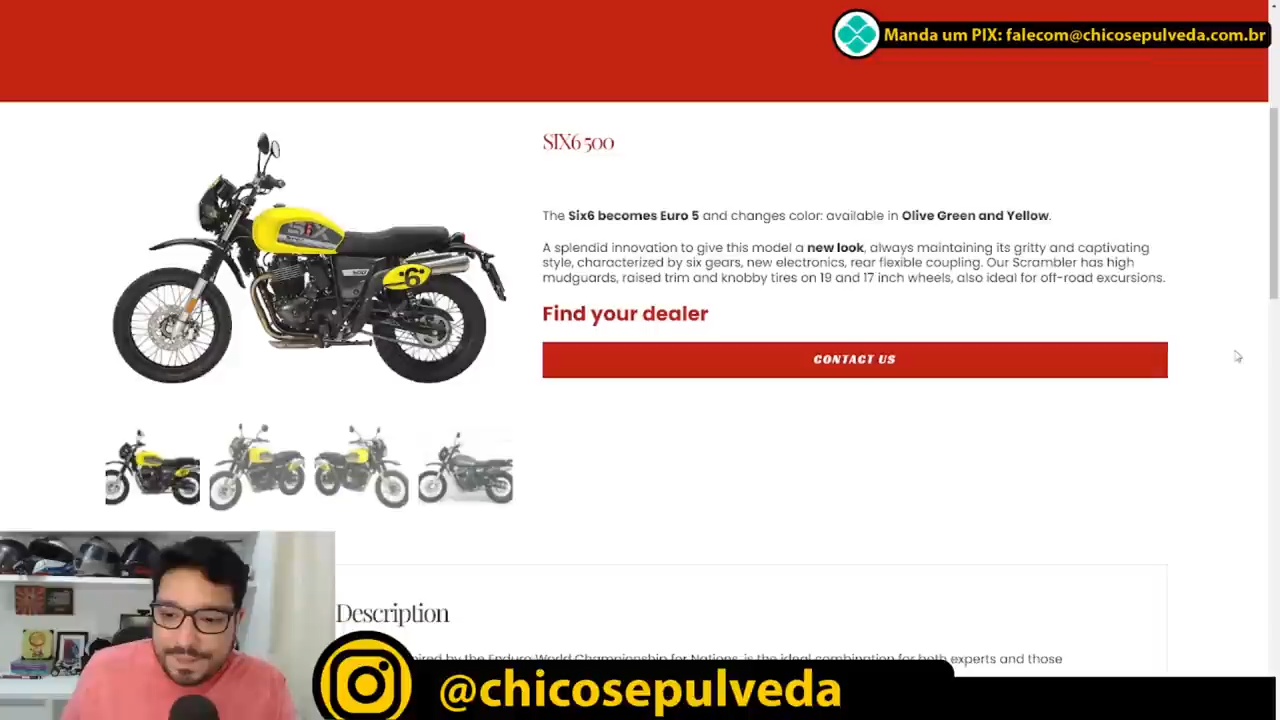 Manda um PIX: falecom@chicosepulveda.com.br
SIX6 500
The Six6 becomes Euro 5 and changes color: available in Olive Green and Yellow.
A splendid innovation to give this model a new look, always maintaining its gritty and captivating
style, characterized by six gears, new electronics, rear flexible coupling. Our Scrambler has high
mudguards, raised trim and knobby tires on 19 and 17 inch wheels, also ideal for off-road excursions.
Find your dealer
CONTACT US
Description
by the Enduro World Championship for Nations, is the ideal combination for both experts and those
@chicosepulveda